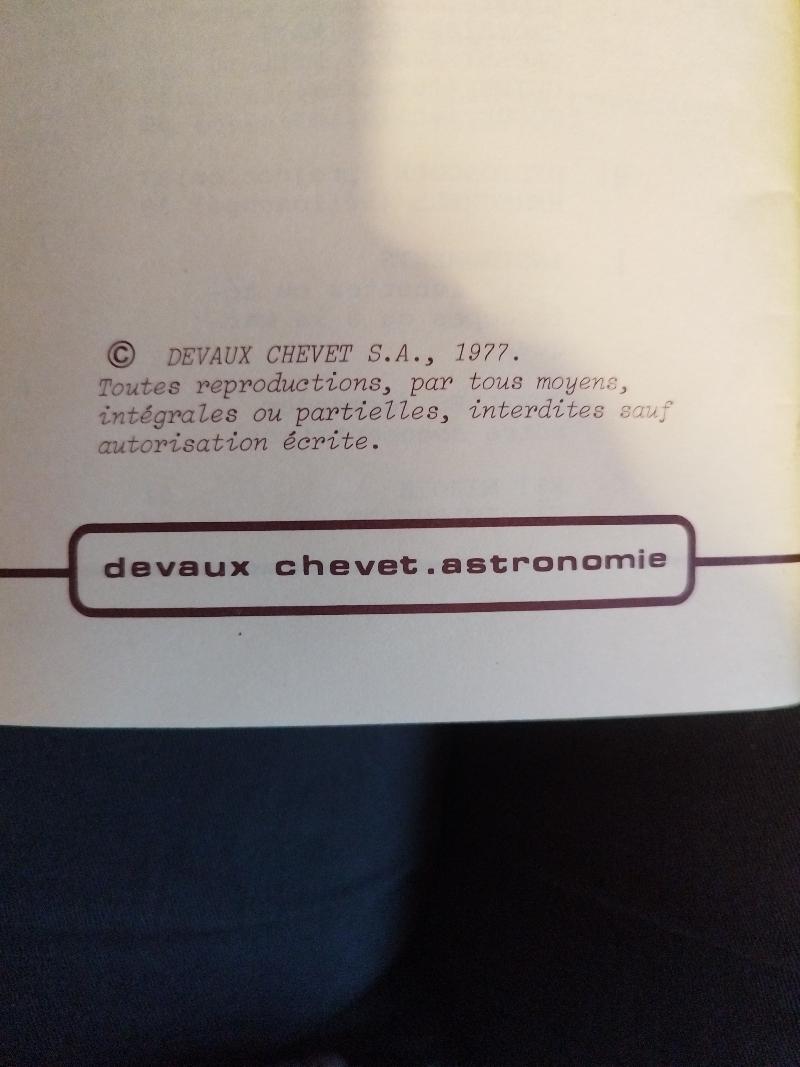 © DEVAUX CHEVET S.A., 1977.
Toutes reproductions, par tous moyens,
intégrales ou partielles, interdites sauf
autorisation écrite.
devaux chevet.astronomie